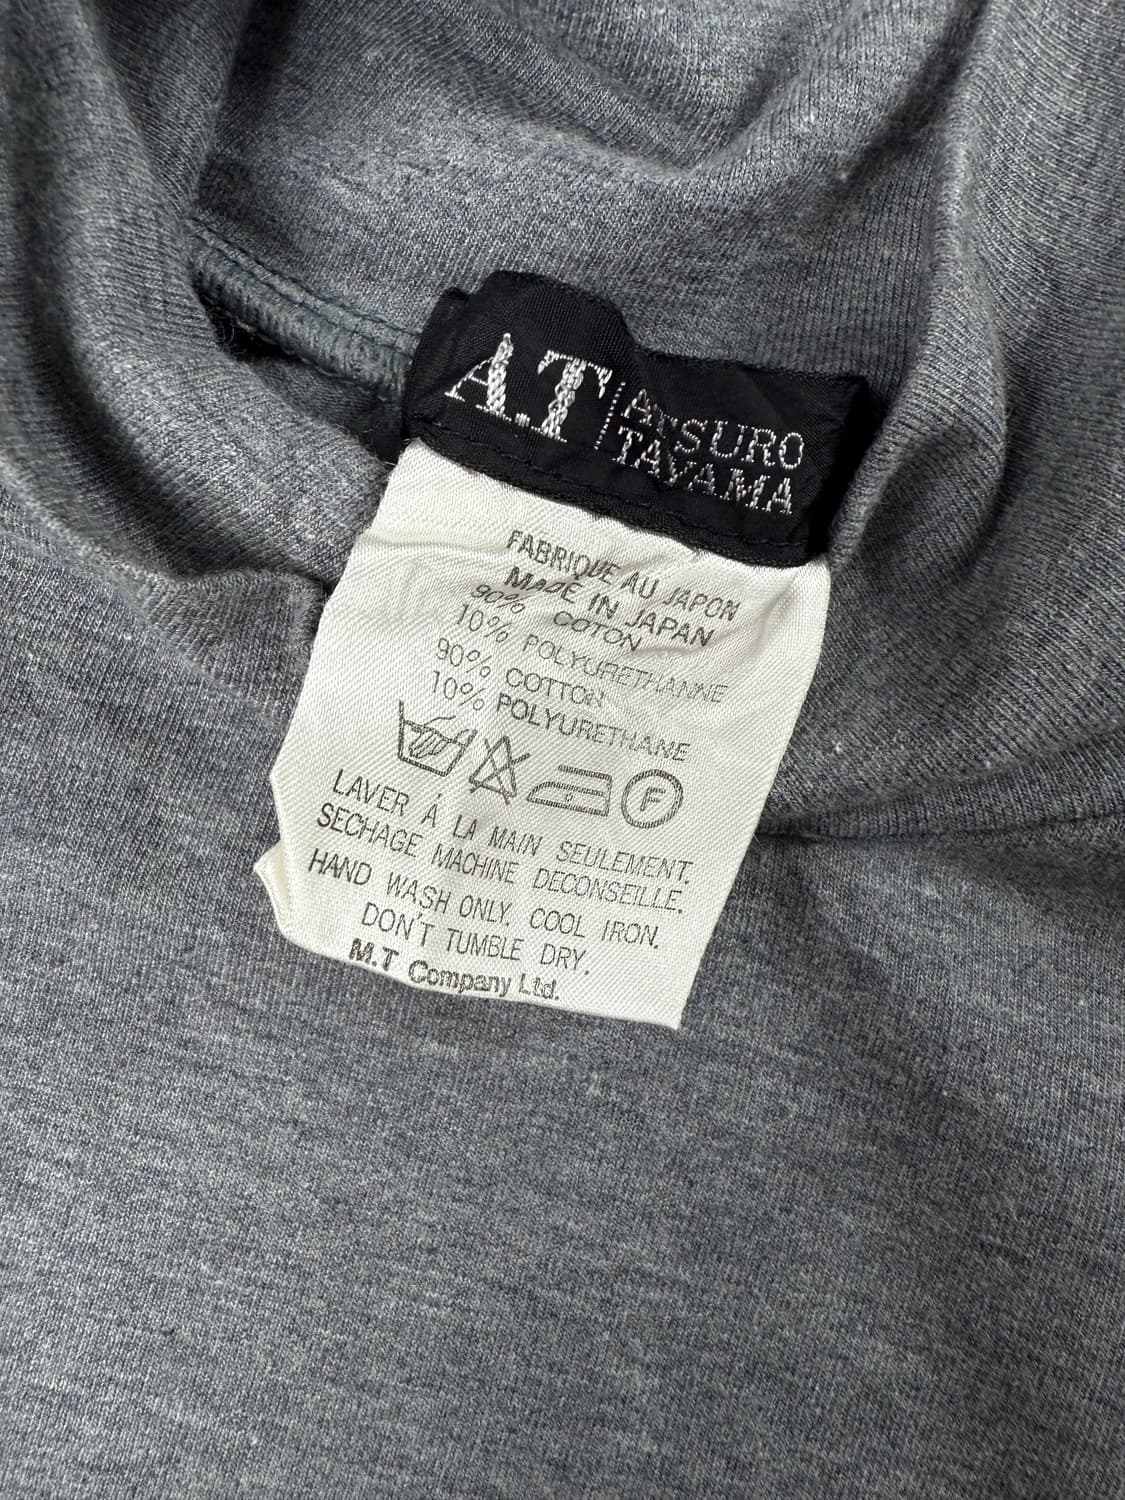 A.T
ATSURO
TAYAMA
FABRIQUE AU JAPON
MADE IN JAPAN
90% COTON
10% POLYURETHANNE
90% COTTON
10% POLYURETHANE
F
LAVER Á LA MAIN SEULEMENT.
SECHAGE MACHINE DECONSEILLE.
HAND WASH ONLY. COOL IRON.
DON'T TUMBLE DRY.
M.T Company Ltd.